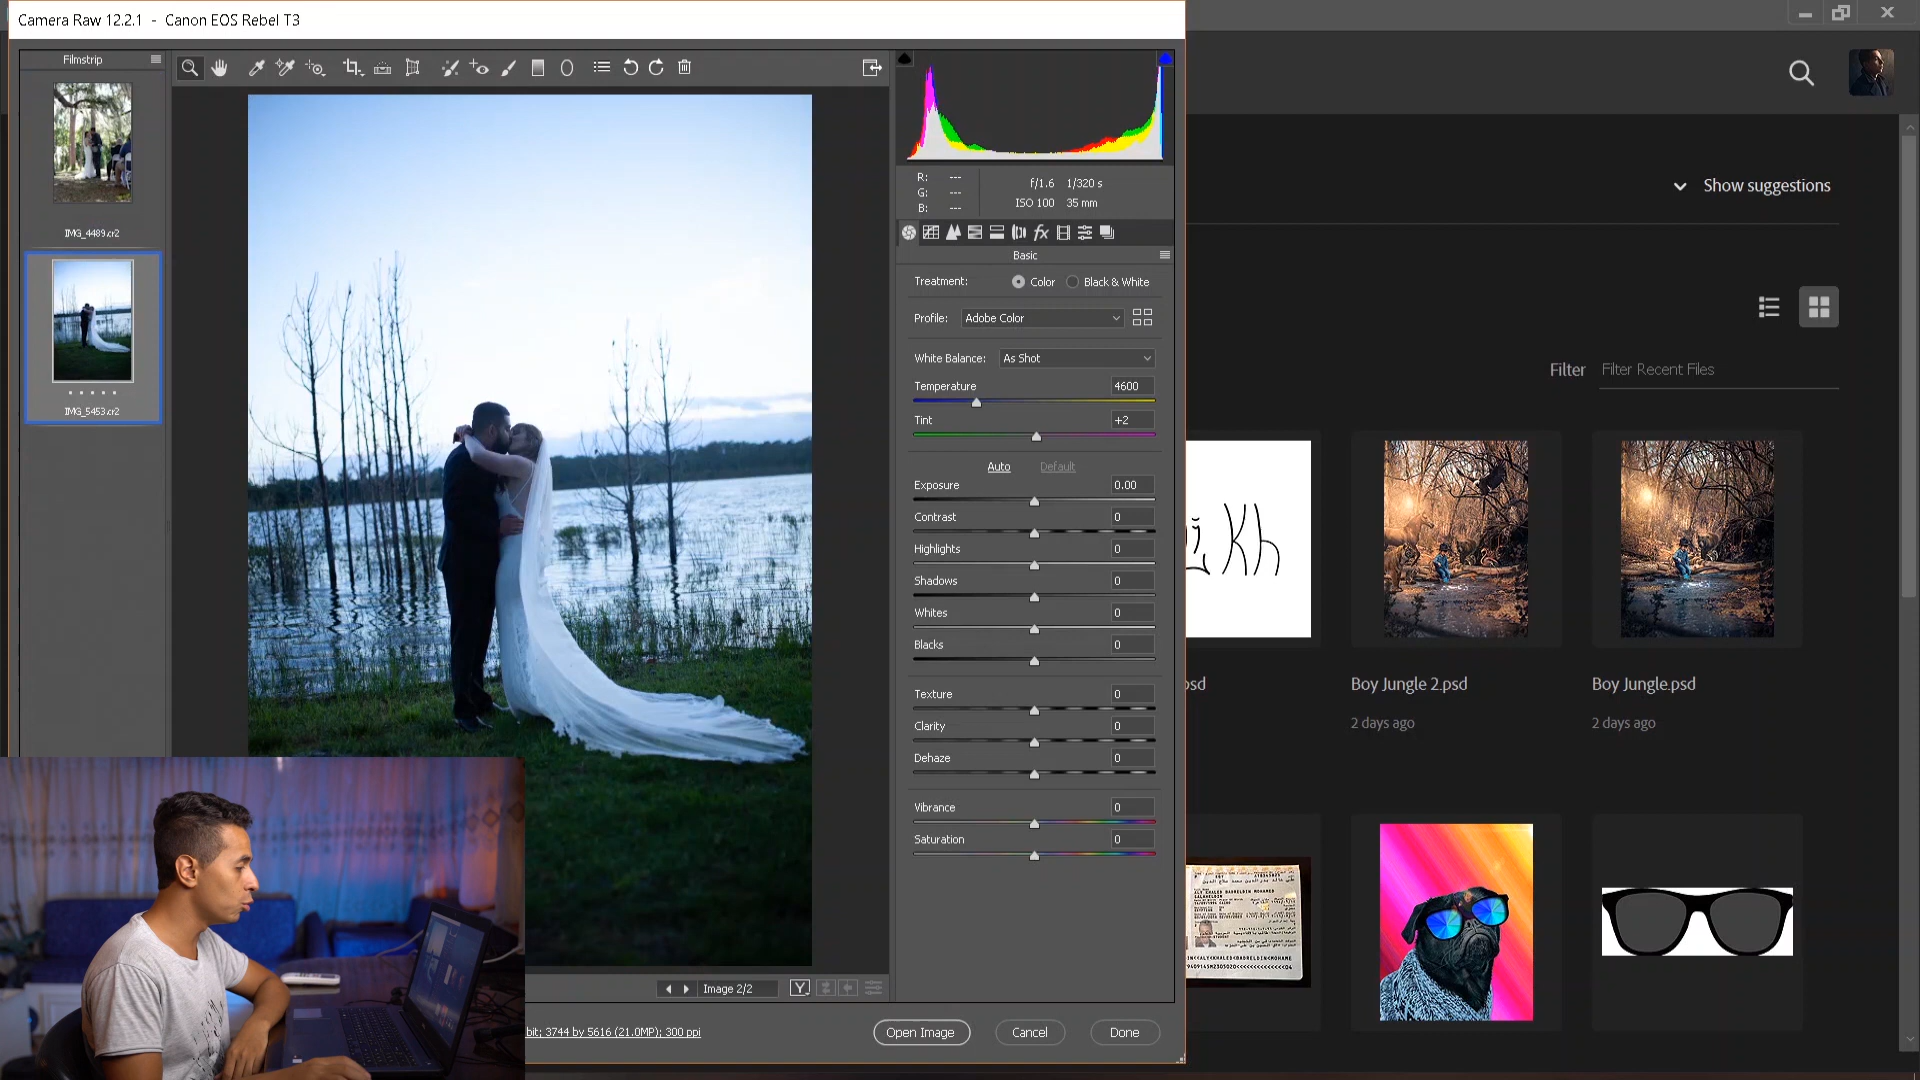 Camera Raw 12.2.1 - Canon EOS Rebel T3
Filmstrip
IMG_4489.cr2
IMG_5453.cr2
R: ---
G: ---
B: ---
f/1.6 1/320 s
ISO 100 35 mm
fx
Basic
Treatment: Color Black & White
Profile: Adobe Color
White Balance: As Shot
Temperature 4600
Tint +2
Auto Default
Exposure 0.00
Contrast 0
Highlights 0
Shadows 0
Whites 0
Blacks 0
Texture 0
Clarity 0
Dehaze 0
Vibrance 0
Saturation 0
Image 2/2
Y
bit; 3744 by 5616 (21.0MP); 300 ppi
Open Image
Cancel
Done
Show suggestions
Filter Filter Recent Files
Kh
psd
Boy Jungle 2.psd
2 days ago
Boy Jungle.psd
2 days ago